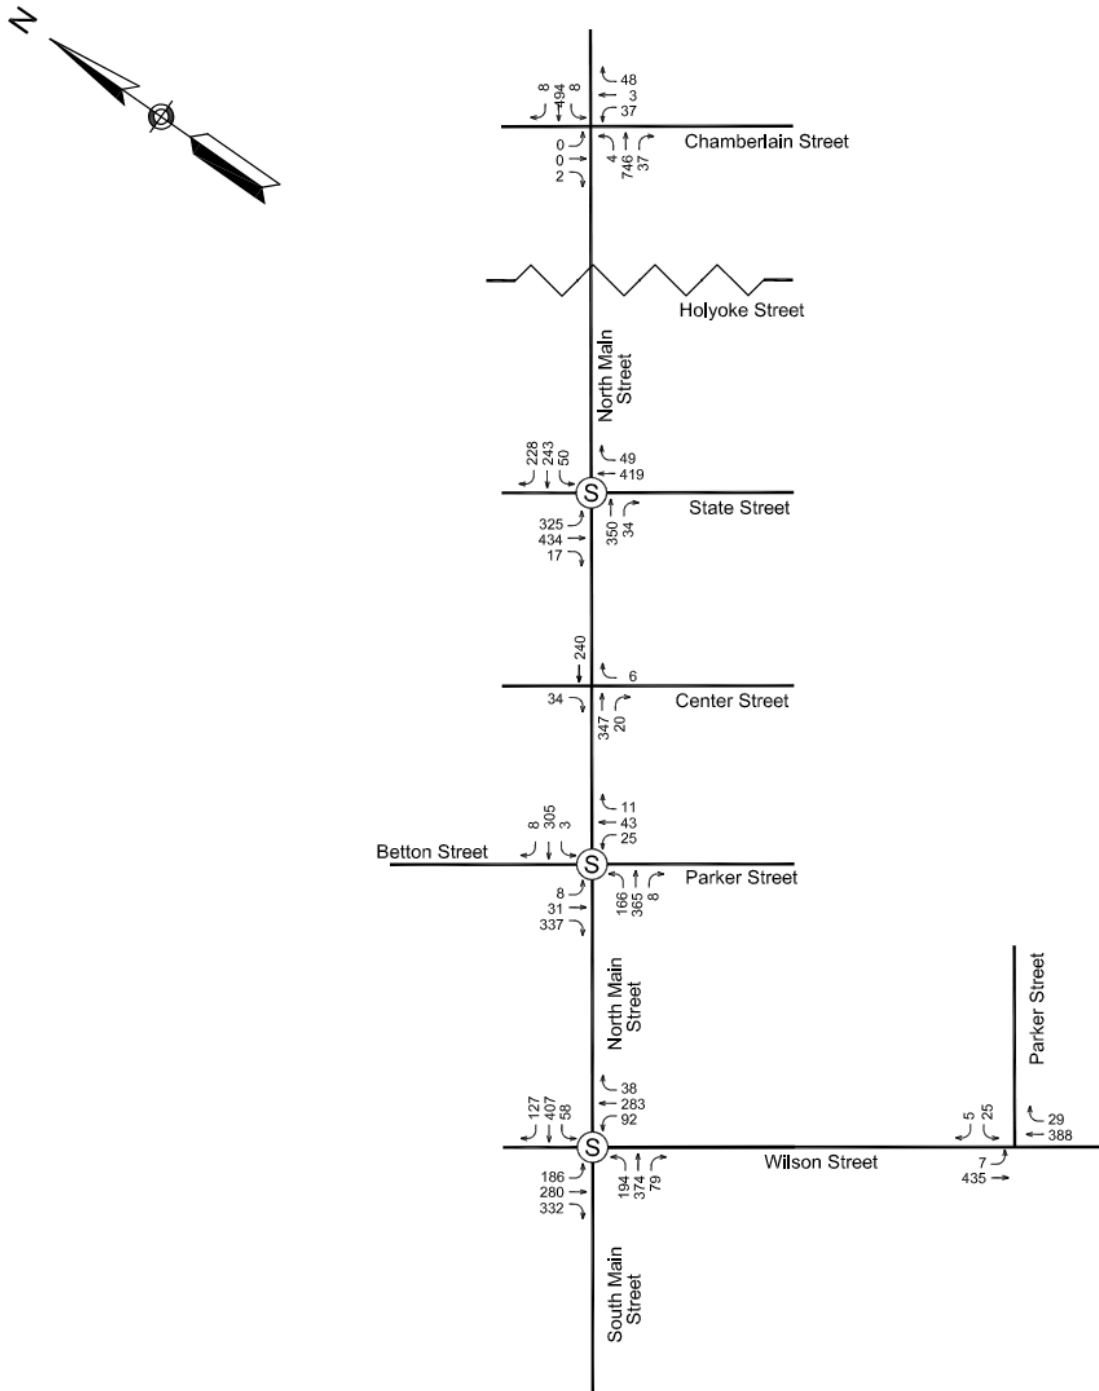 N
8 494 8
48
3
37
Chamberlain Street
0
0
2
4 746 37
Holyoke Street
North Main
Street
228 243 50
49
419
S
State Street
325
434
17
350 34
240
6
34
Center Street
347 20
8 305 3
11
43
25
Betton Street
S
Parker Street
8
31
337
166 365 8
North Main
Street
Parker Street
127 407 58
38
283
92
5 25
29
388
S
Wilson Street
186
280
332
194 374 79
7
435
South Main
Street